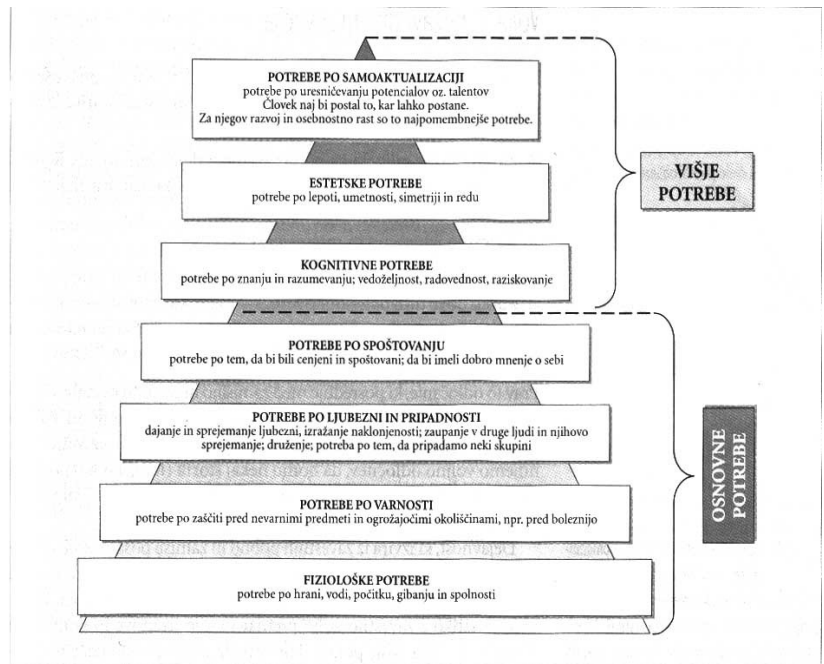 POTREBE PO SAMOAKTUALIZACIJI
potrebe po uresničevanju potencialov oz. talentov
Človek naj bi postal to, kar lahko postane.
Za njegov razvoj in osebnostno rast so to najpomembnejše potrebe.
ESTETSKE POTREBE
potrebe po lepoti, umetnosti, simetriji in redu
VIŠJE
POTREBE
KOGNITIVNE POTREBE
potrebe po znanju in razumevanju; vedoželjnost, radovednost, raziskovanje
POTREBE PO SPOŠTOVANJU
potrebe po tem, da bi bili cenjeni in spoštovani; da bi imeli dobro mnenje o sebi
POTREBE PO LJUBEZNI IN PRIPADNOSTI
dajanje in sprejemanje ljubezni, izražanje naklonjenosti; zaupanje v druge ljudi in njihovo
sprejemanje; druženje; potreba po tem, da pripadamo neki skupini
OSNOVNE
POTREBE
POTREBE PO VARNOSTI
potrebe po zaščiti pred nevarnimi predmeti in ogrožajočimi okoliščinami, npr. pred boleznijo
FIZIOLOŠKE POTREBE
potrebe po hrani, vodi, počitku, gibanju in spolnosti